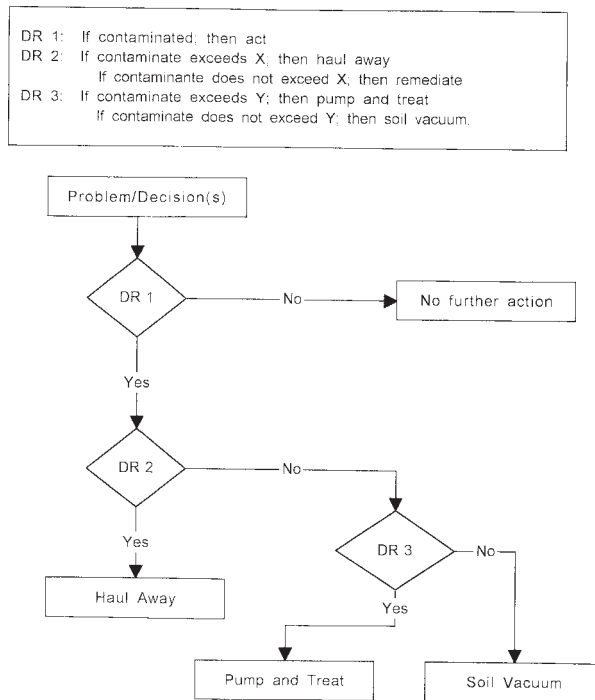 DR 1: If contaminated; then act
DR 2: If contaminate exceeds X; then haul away
If contaminante does not exceed X; then remediate
DR 3: If contaminate exceeds Y; then pump and treat
If contaminate does not exceed Y; then soil vacuum.
Problem/Decision(s)
DR 1
No
No further action
Yes
DR 2
No
DR 3
No
Yes
Haul Away
Yes
Pump and Treat
Soil Vacuum